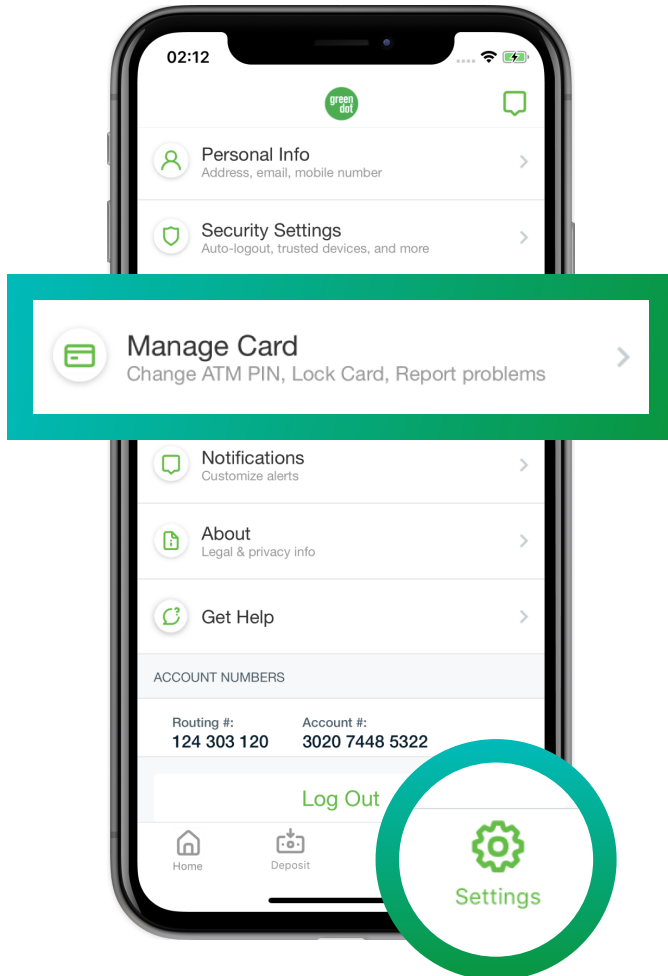 02:12
green
dot
Personal Info
Address, email, mobile number
Security Settings
Auto-logout, trusted devices, and more
Manage Card
Change ATM PIN, Lock Card, Report problems
Notifications
Customize alerts
About
Legal & privacy info
Get Help
ACCOUNT NUMBERS
Routing #: Account #:
124 303 120 3020 7448 5322
Log Out
Home Deposit Settings